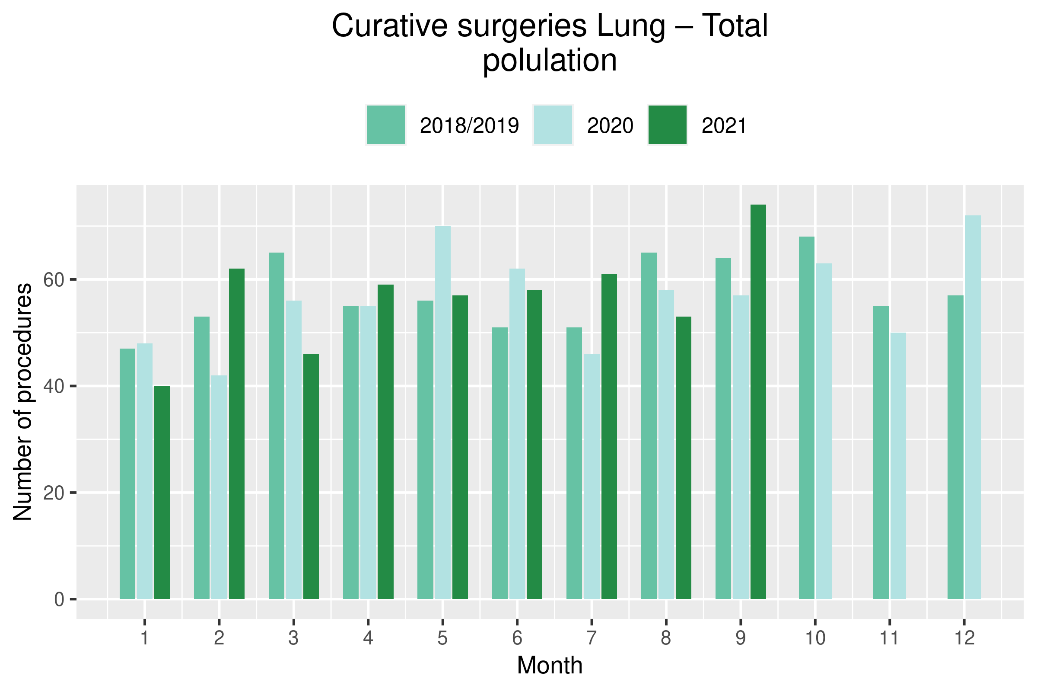 Curative surgeries Lung – Total
polulation
2018/2019 2020 2021
Number of procedures
60
40
20
0
1 2 3 4 5 6 7 8 9 10 11 12
Month